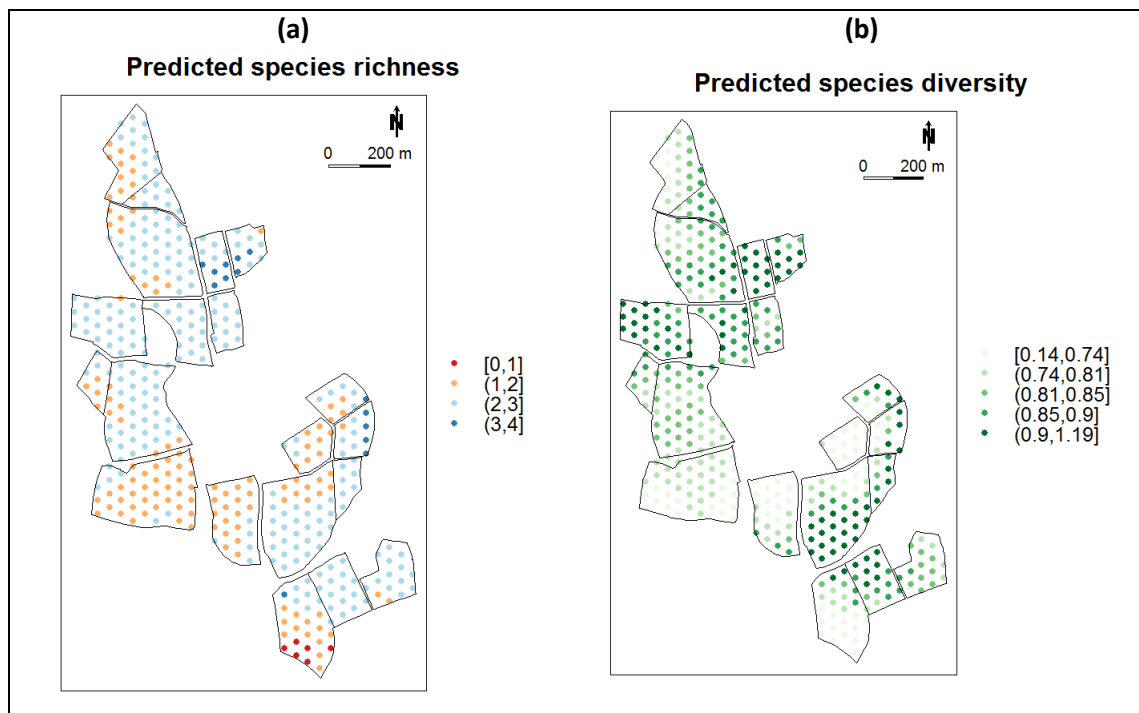 (a)
Predicted species richness
N
0 200 m
[0,1]
(1,2]
(2,3]
(3,4]
(b)
Predicted species diversity
N
0 200 m
[0.14,0.74]
(0.74,0.81]
(0.81,0.85]
(0.85,0.9]
(0.9,1.19]